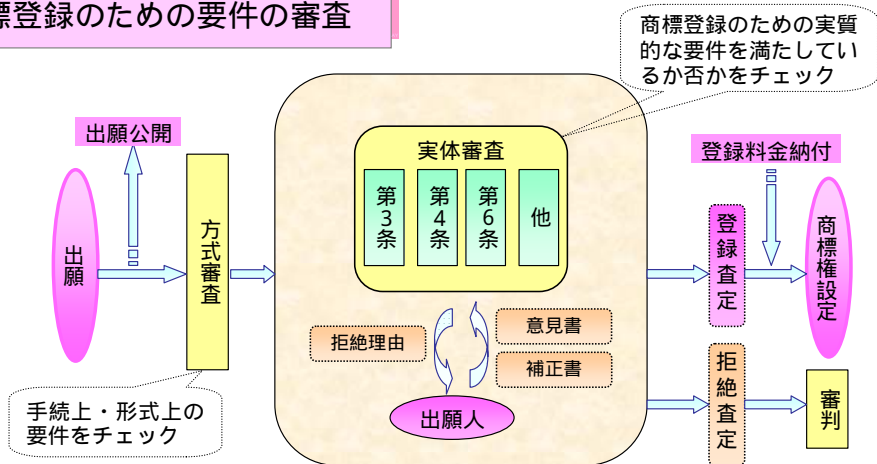 標登録のための要件の審査
商標登録のための実質
的な要件を満たしてい
るか否かをチェック
出願公開
出願
方式審査
手続上・形式上の
要件をチェック
実体審査
第3条
第4条
第6条
他
拒絶理由
意見書
補正書
出願人
登録料金納付
登録査定
商標権設定
拒絶査定
審判